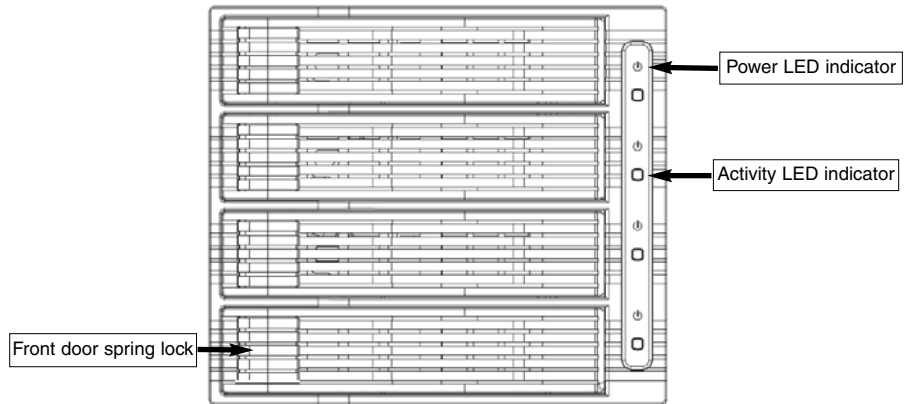 Power LED indicator
Activity LED indicator
Front door spring lock